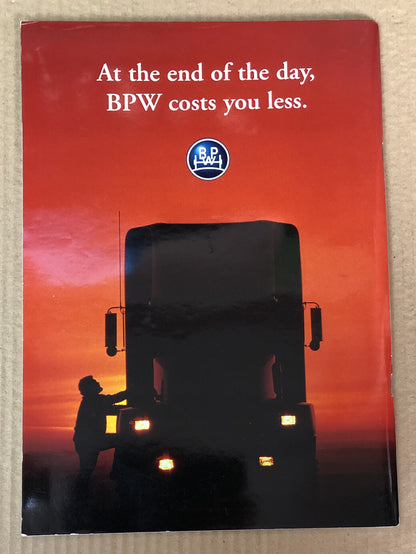 At the end of the day,
BPW costs you less.
BPW